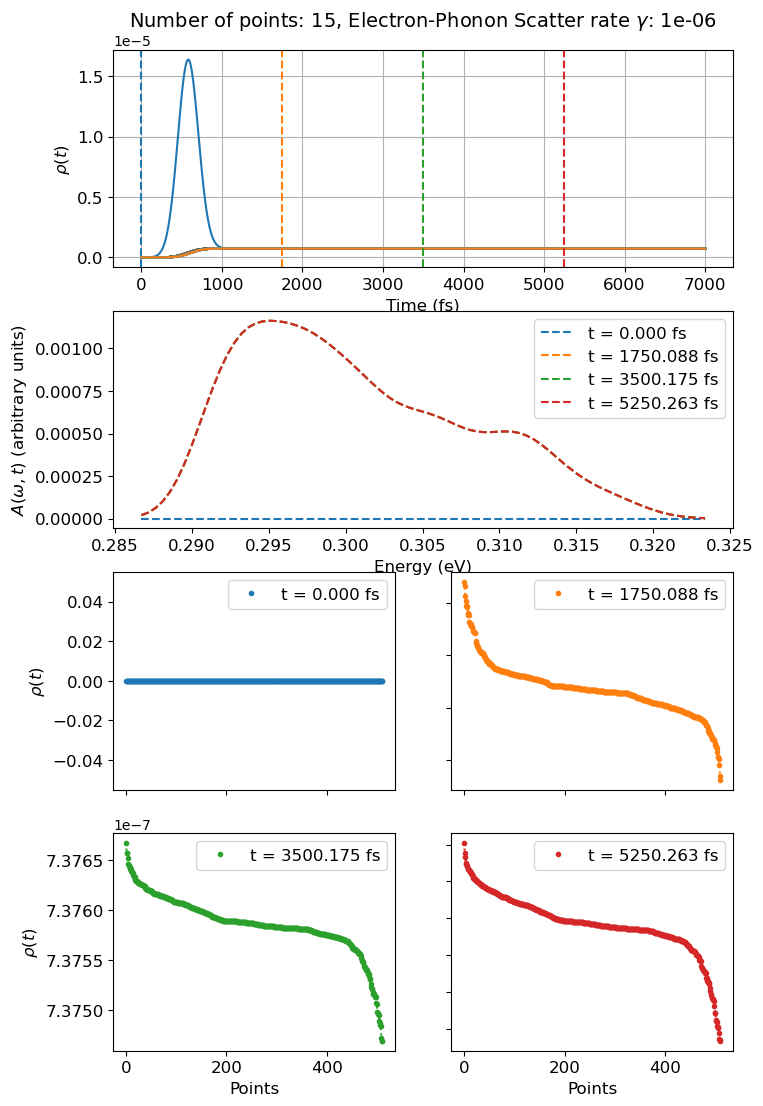 Number of points: 15, Electron-Phonon Scatter rate γ: 1e-06
1e−5
1.5
1.0
0.5
0.0
ρ(t)
0 1000 2000 3000 4000 5000 6000 7000
Time (fs)
A(ω, t) (arbitrary units)
0.00100
0.00075
0.00050
0.00025
0.00000
t = 0.000 fs
t = 1750.088 fs
t = 3500.175 fs
t = 5250.263 fs
0.285 0.290 0.295 0.300 0.305 0.310 0.315 0.320 0.325
Energy (eV)
ρ(t)
0.04
0.02
0.00
−0.02
−0.04
t = 0.000 fs
t = 1750.088 fs
1e−7
ρ(t)
7.3765
7.3760
7.3755
7.3750
t = 3500.175 fs
0 200 400
Points
t = 5250.263 fs
0 200 400
Points